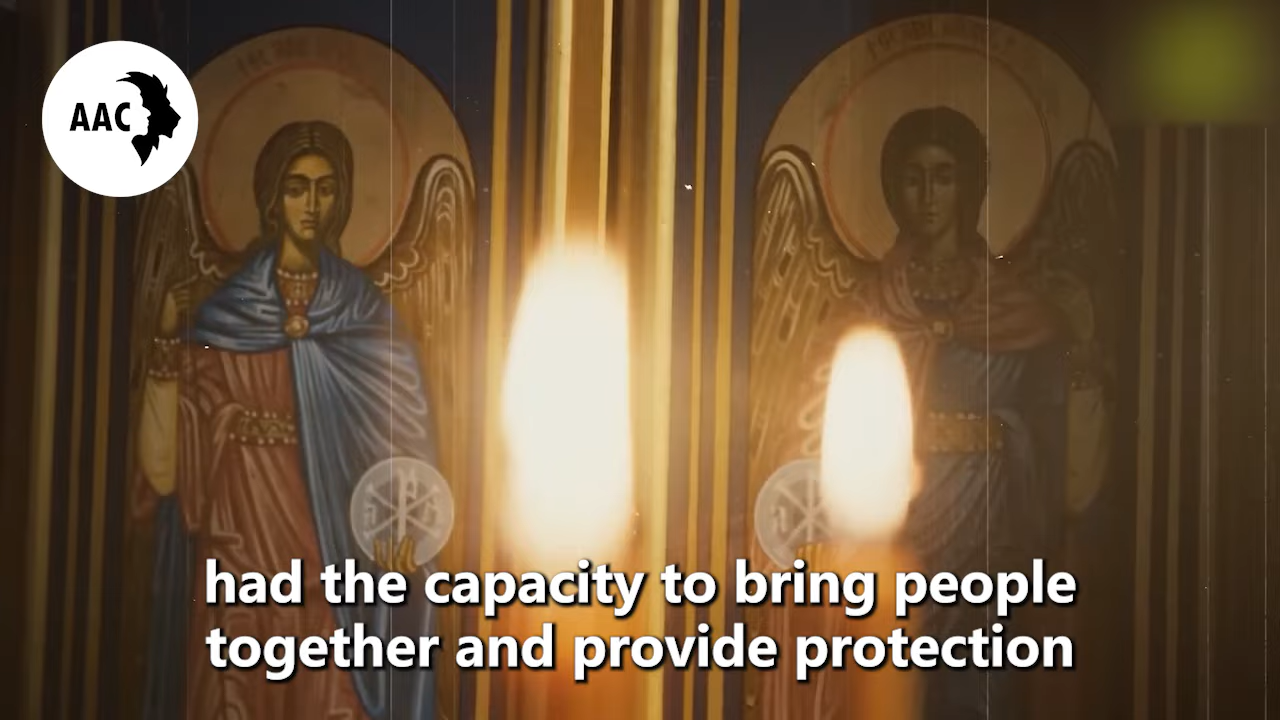 AAC
had the capacity to bring people
together and provide protection